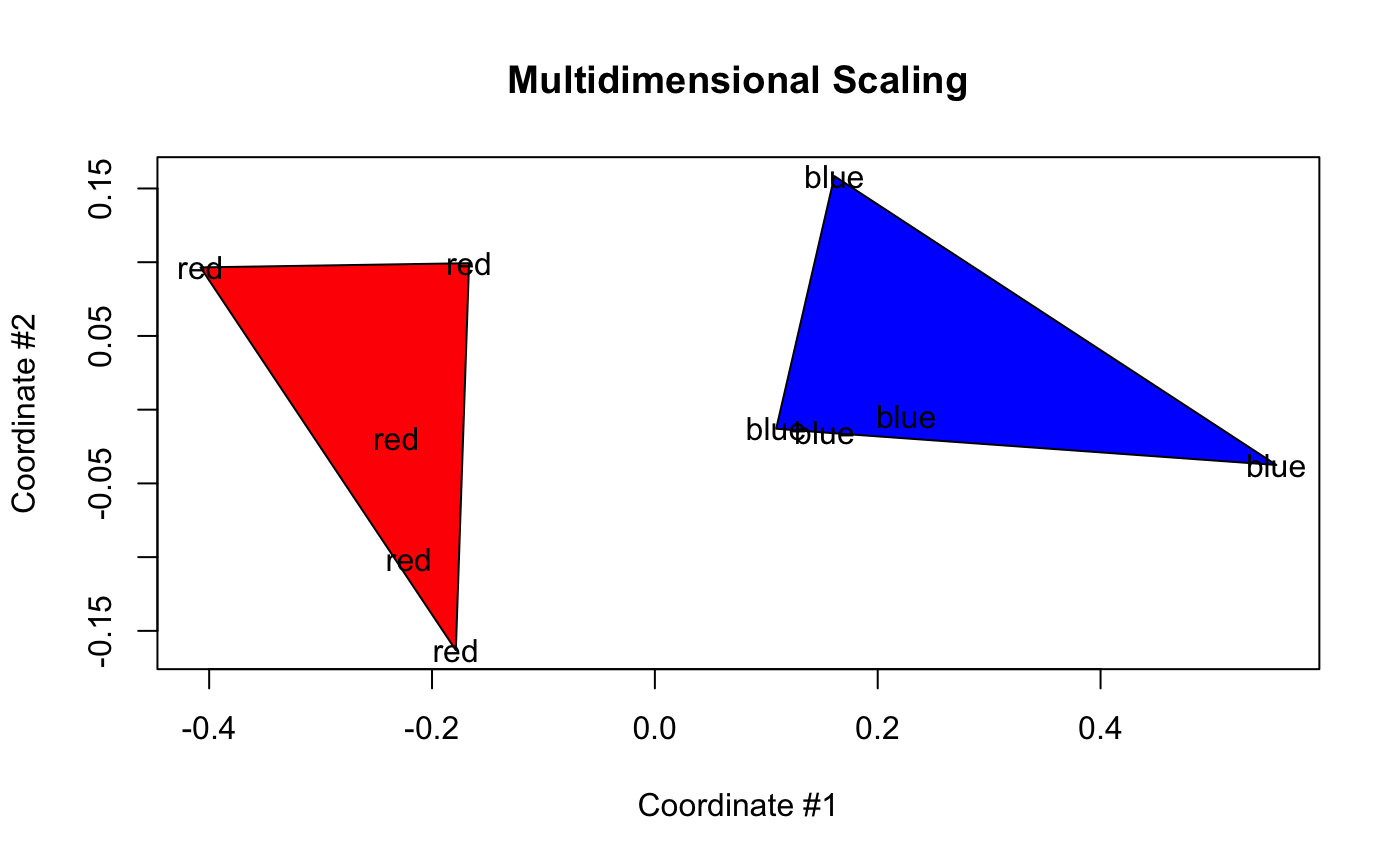 Multidimensional Scaling
0.15
0.05
-0.05
-0.15
Coordinate #2
blue
red
red
blue
blue
blue
red
blue
red
red
-0.4
-0.2
0.0
0.2
0.4
Coordinate #1